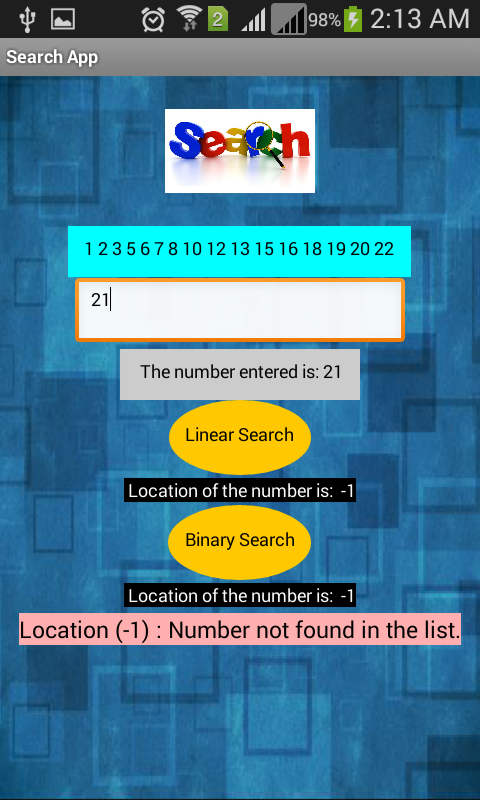 2 98% 2:13 AM
Search App
Search
1 2 3 5 6 7 8 10 12 13 15 16 18 19 20 22
21
The number entered is: 21
Linear Search
Location of the number is: -1
Binary Search
Location of the number is: -1
Location (-1) : Number not found in the list.